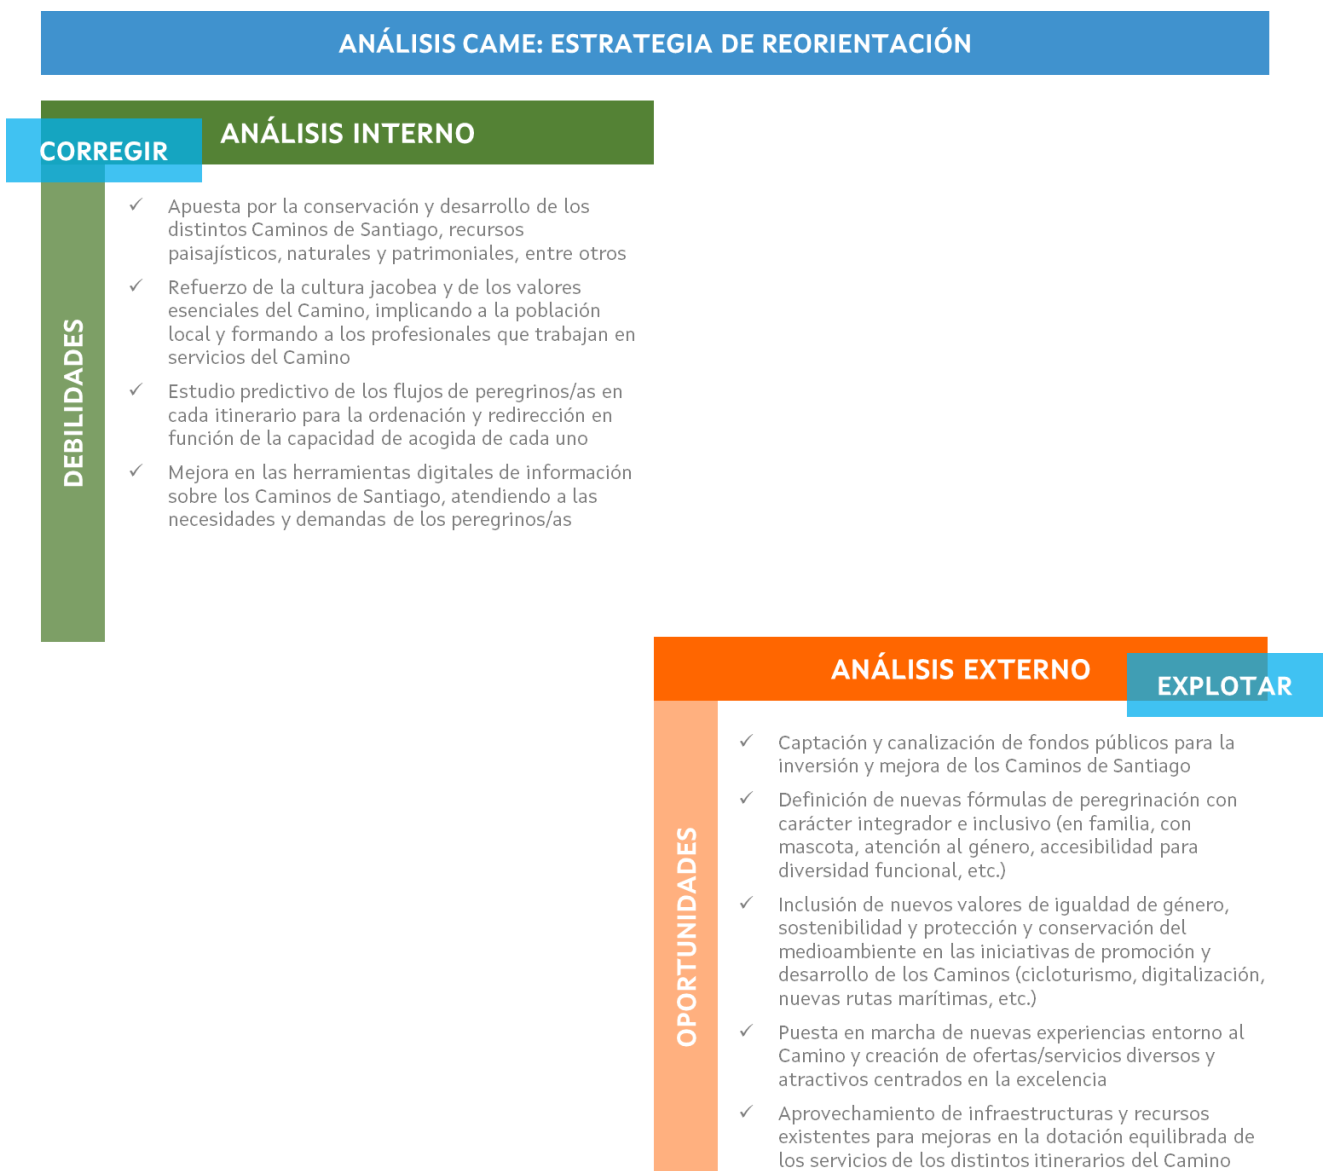 ANÁLISIS CAME: ESTRATEGIA DE REORIENTACIÓN
ANÁLISIS INTERNO
CORREGIR
DEBILIDADES
✓ Apuesta por la conservación y desarrollo de los
distintos Caminos de Santiago, recursos
paisajísticos, naturales y patrimoniales, entre otros
✓ Refuerzo de la cultura jacobea y de los valores
esenciales del Camino, implicando a la población
local y formando a los profesionales que trabajan en
servicios del Camino
✓ Estudio predictivo de los flujos de peregrinos/as en
cada itinerario para la ordenación y redirección en
función de la capacidad de acogida de cada uno
✓ Mejora en las herramientas digitales de información
sobre los Caminos de Santiago, atendiendo a las
necesidades y demandas de los peregrinos/as
ANÁLISIS EXTERNO
EXPLOTAR
OPORTUNIDADES
✓ Captación y canalización de fondos públicos para la
inversión y mejora de los Caminos de Santiago
✓ Definición de nuevas fórmulas de peregrinación con
carácter integrador e inclusivo (en familia, con
mascota, atención al género, accesibilidad para
diversidad funcional, etc.)
✓ Inclusión de nuevos valores de igualdad de género,
sostenibilidad y protección y conservación del
medioambiente en las iniciativas de promoción y
desarrollo de los Caminos (cicloturismo, digitalización,
nuevas rutas marítimas, etc.)
✓ Puesta en marcha de nuevas experiencias entorno al
Camino y creación de ofertas/servicios diversos y
atractivos centrados en la excelencia
✓ Aprovechamiento de infraestructuras y recursos
existentes para mejoras en la dotación equilibrada de
los servicios de los distintos itinerarios del Camino